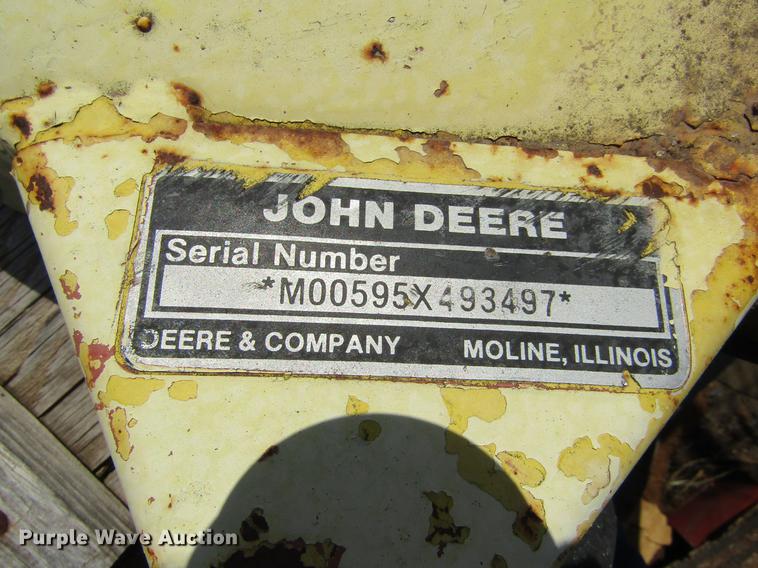 JOHN DEERE
Serial Number
*M00595X493497*
DEERE & COMPANY MOLINE, ILLINOIS
Purple Wave Auction